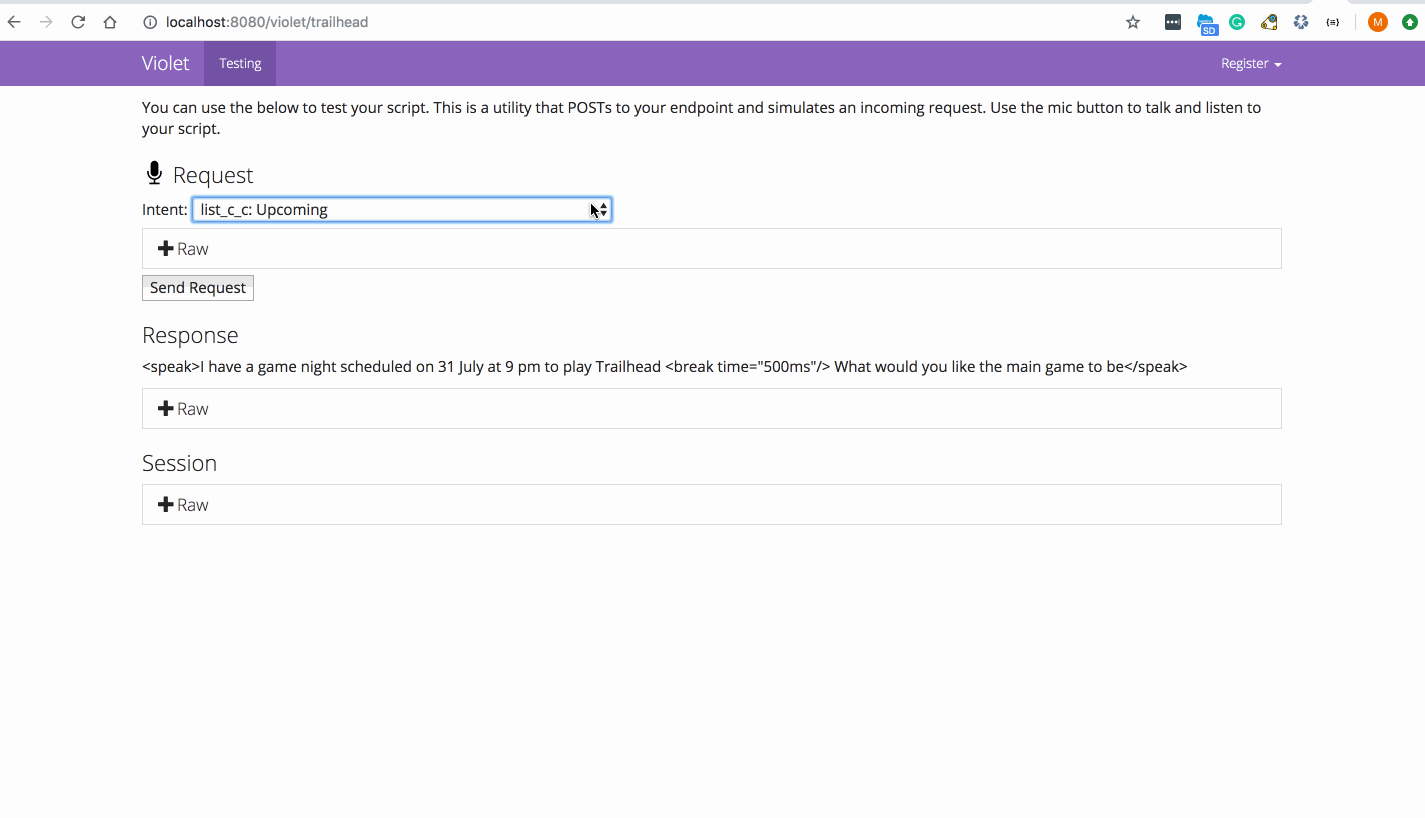 localhost:8080/violet/trailhead
SD
M
Violet
Testing
Register
You can use the below to test your script. This is a utility that POSTs to your endpoint and simulates an incoming request. Use the mic button to talk and listen to
your script.
Request
Intent: list_c_c: Upcoming
Raw
Send Request
Response
<speak>I have a game night scheduled on 31 July at 9 pm to play Trailhead <break time="500ms"/> What would you like the main game to be</speak>
Raw
Session
Raw